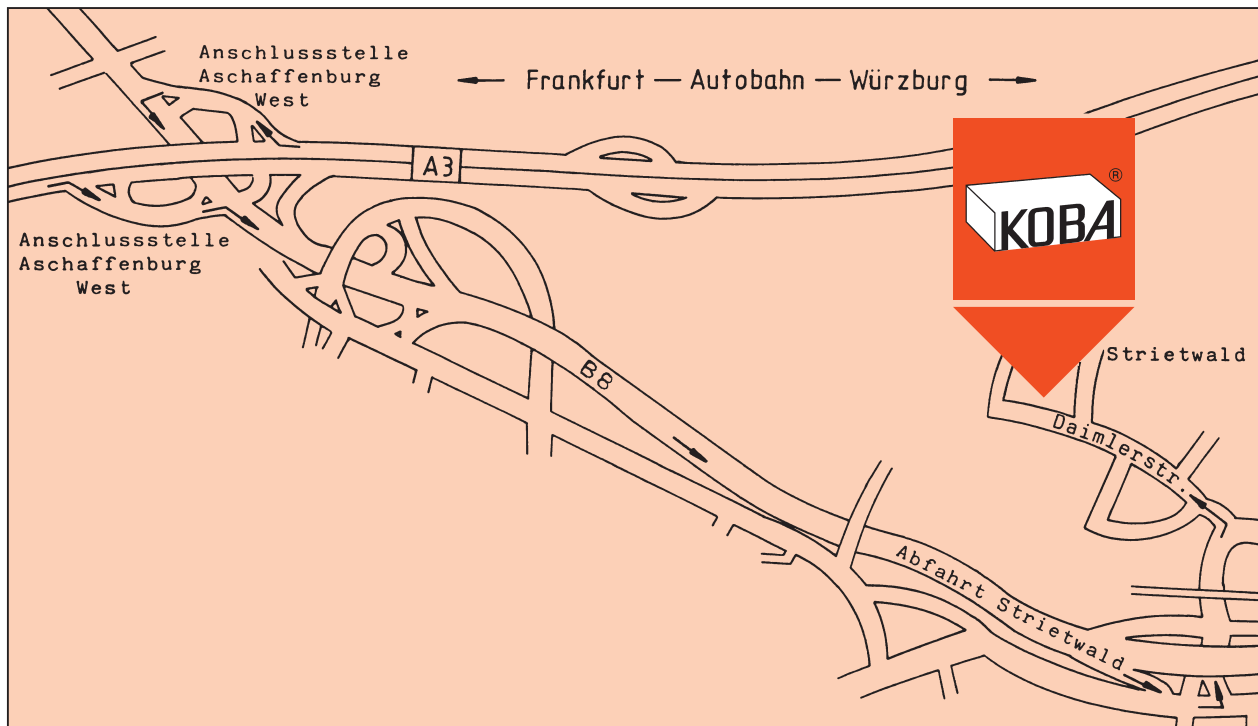 Anschlussstelle
Aschaffenburg
West
Frankfurt — Autobahn — Würzburg
A3
®
KOBA
Anschlussstelle
Aschaffenburg
West
Strietwald
B8
Daimlerstr.
Abfahrt Strietwald